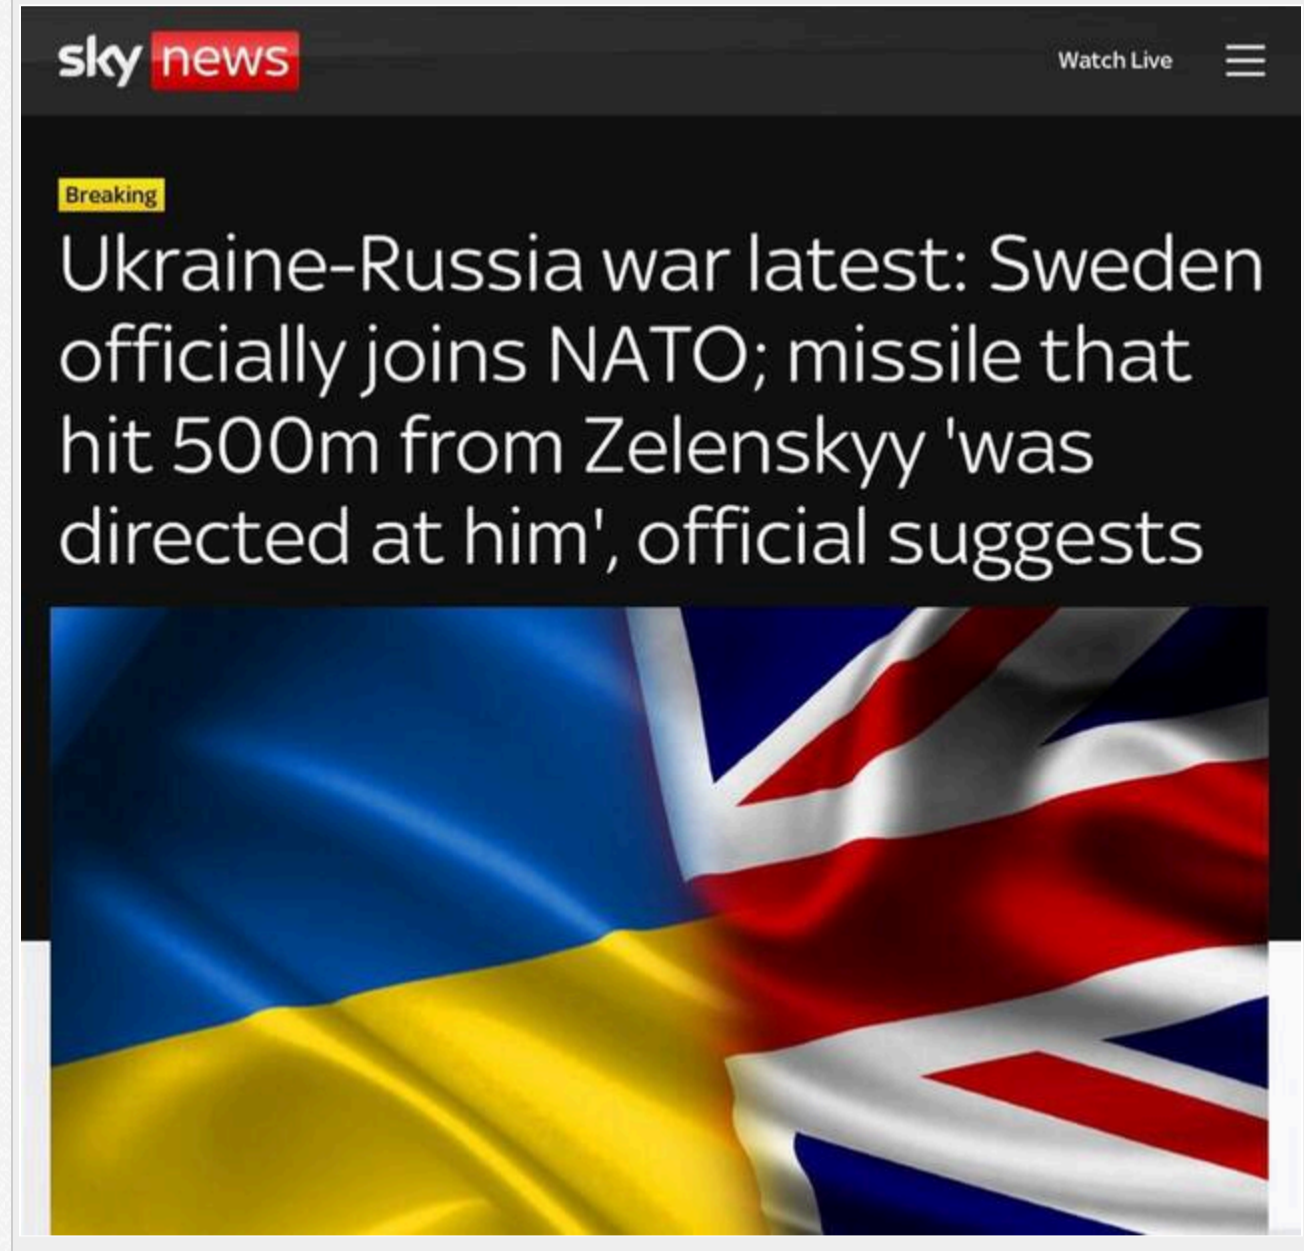 sky news
Watch Live
Breaking
Ukraine-Russia war latest: Sweden
officially joins NATO; missile that
hit 500m from Zelenskyy 'was
directed at him', official suggests